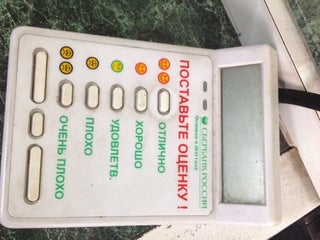 СБЕРБАНК РОССИИ
ПОСТАВЬТЕ ОЦЕНКУ!
ОТЛИЧНО
ХОРОШО
УДОВЛЕТВ.
ПЛОХО
ОЧЕНЬ ПЛОХО